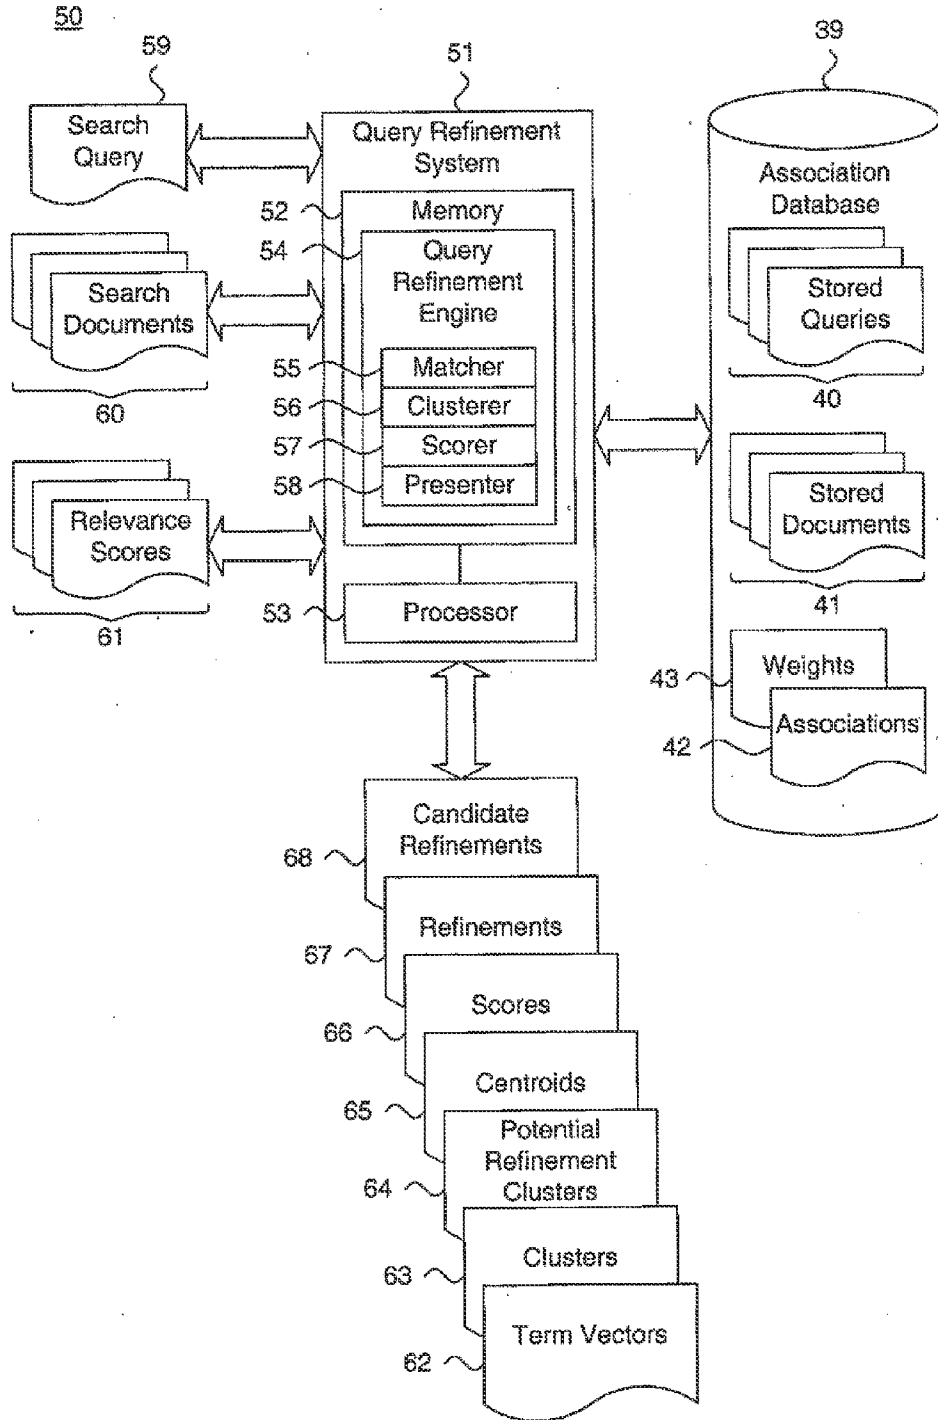 50
59
Search
Query
51
Query Refinement
System
39
Association
Database
52
Memory
54
Query
Refinement
Engine
55
Matcher
56
Clusterer
57
Scorer
58
Presenter
53
Processor
Search
Documents
60
Relevance
Scores
61
Stored
Queries
40
Stored
Documents
41
43
Weights
42
Associations
Candidate
Refinements
68
Refinements
67
Scores
66
Centroids
65
Potential
Refinement
Clusters
64
Clusters
63
Term Vectors
62